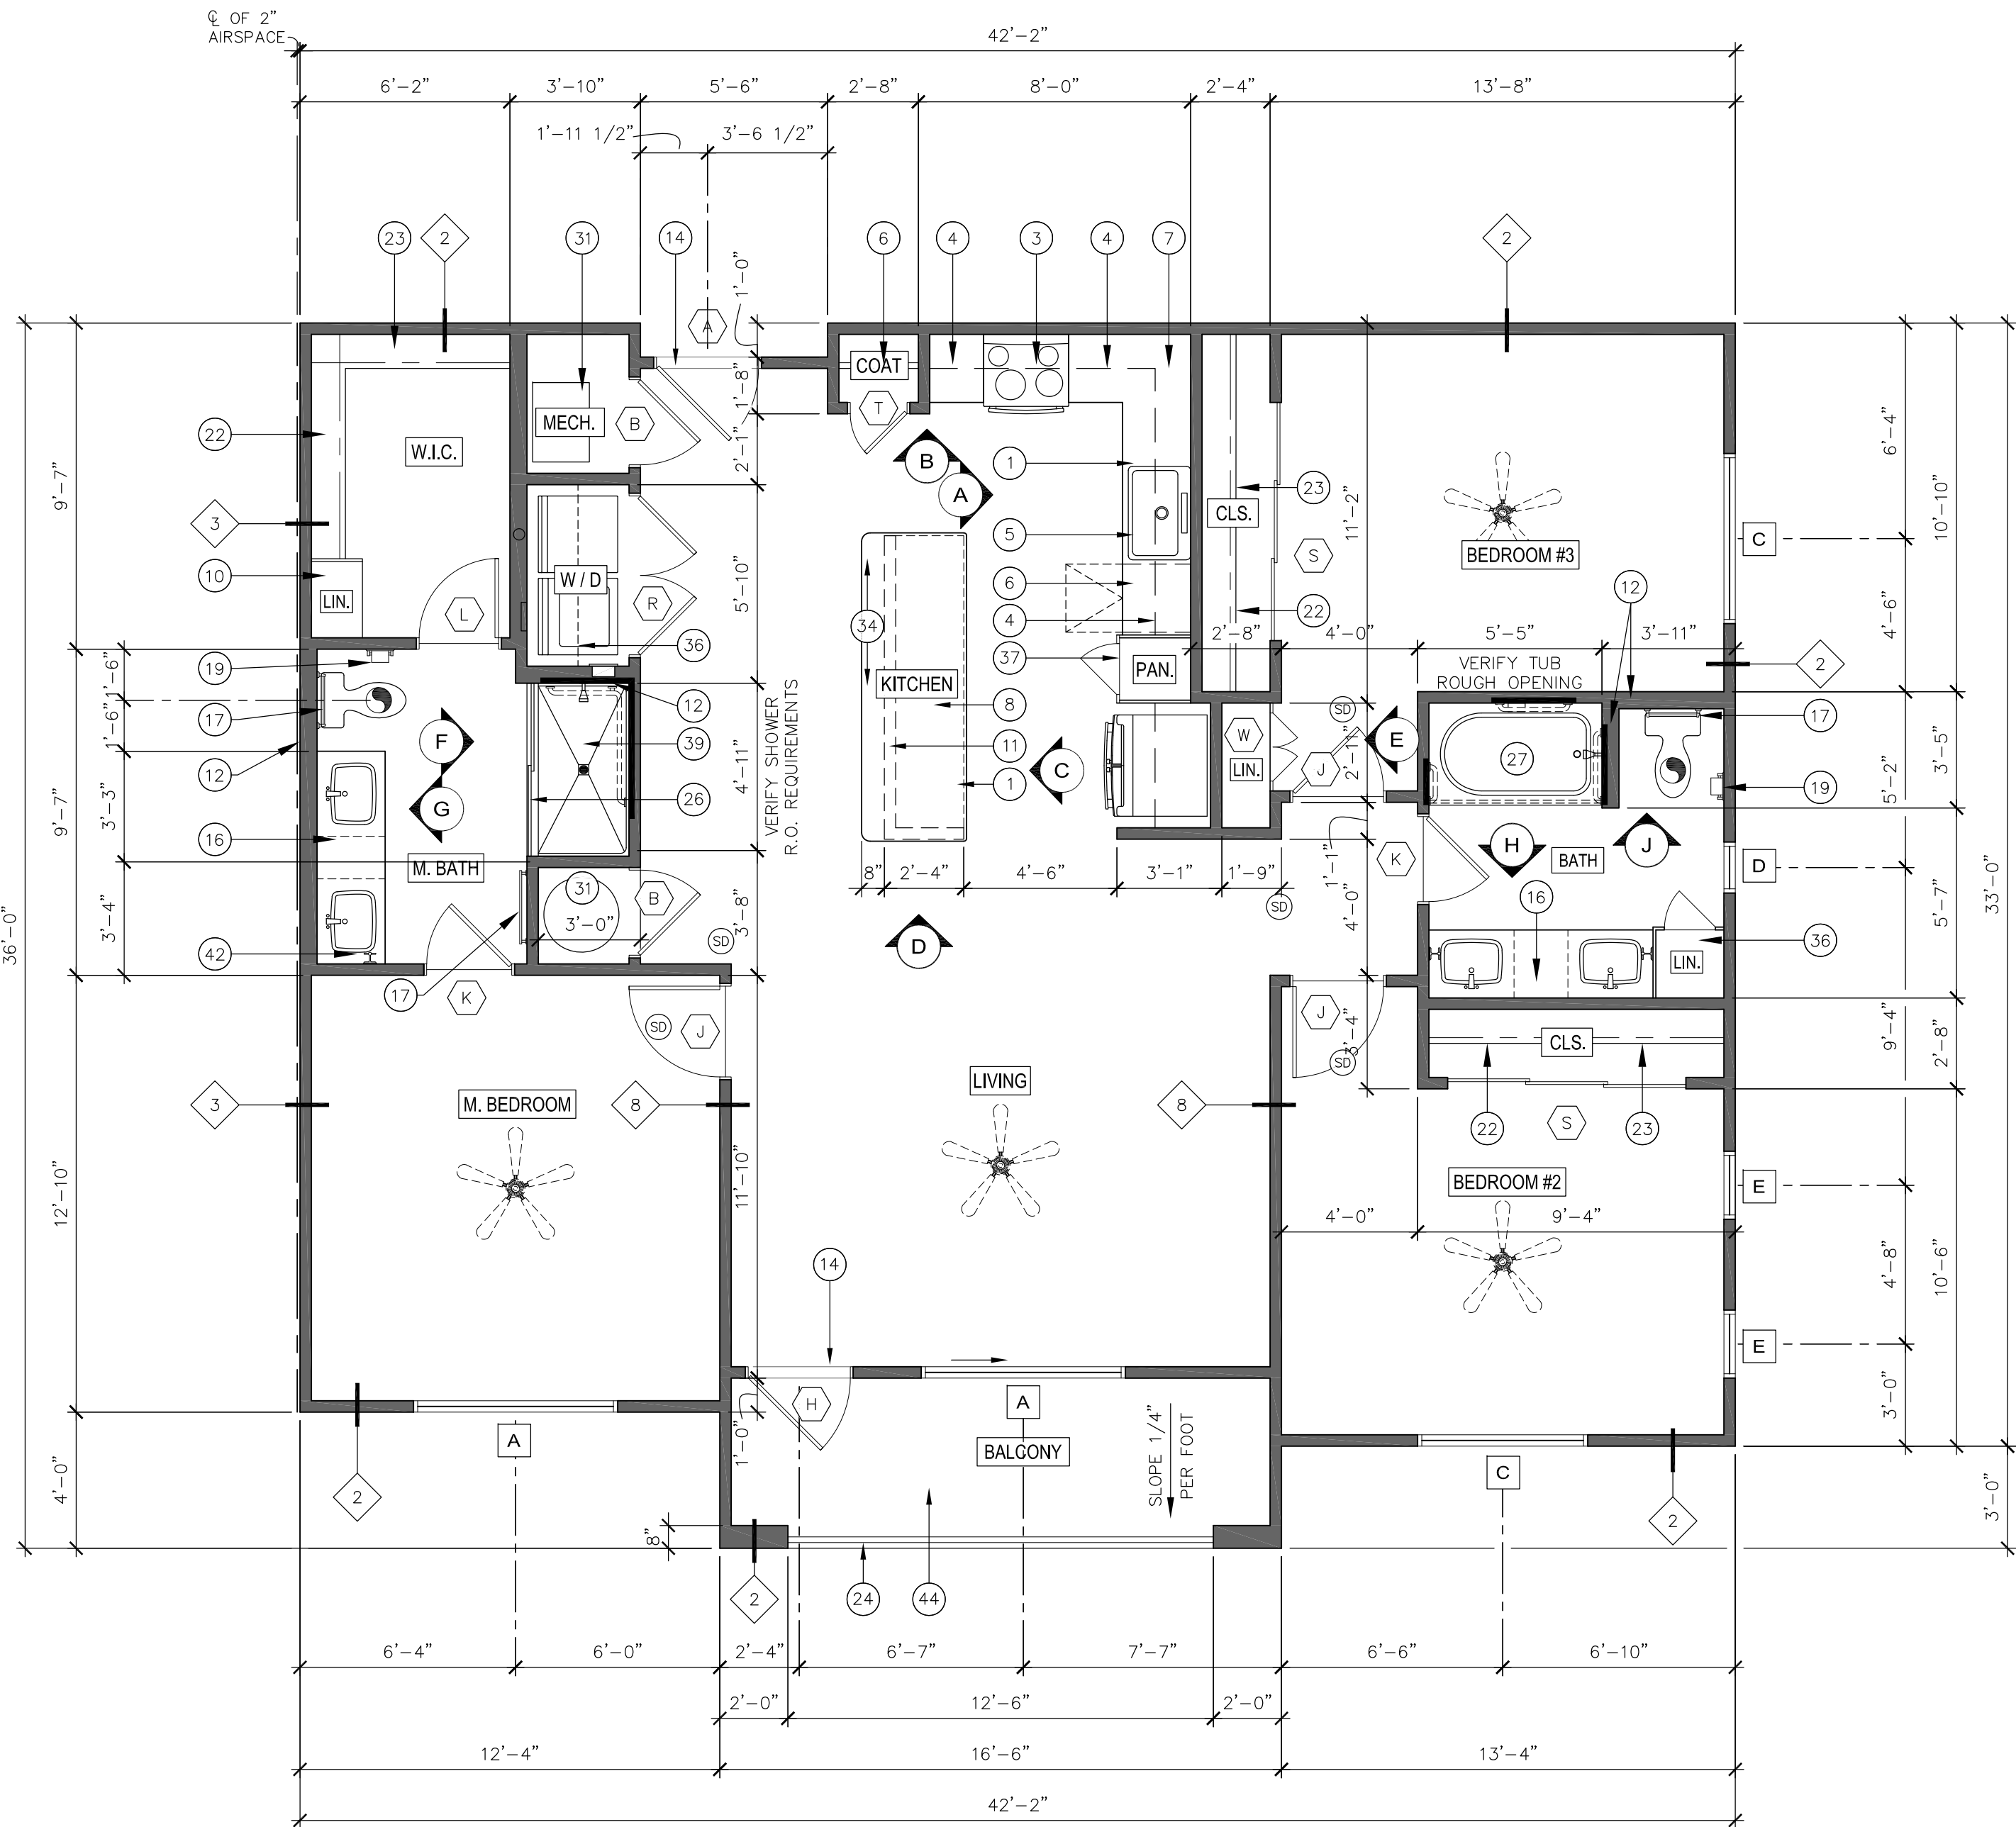 ℄ OF 2”
AIRSPACE
42’-2”
6’-2” 3’-10” 5’-6” 2’-8” 8’-0” 2’-4” 13’-8”
1’-11 1/2” 3’-6 1/2”
23 2 31 14 6 4 3 4 7 2
1’-0”
A
COAT
22
MECH.
B
T
1’-8”
W.I.C.
2’-1”
B
A
1
23
CLS.
6’-4”
10’-10”
11’-2”
9’-7”
3
5
S
BEDROOM #3
C
10
LIN.
L
W / D
R
5’-10”
6
22
12
34
4
2’-8” 4’-0” 5’-5” 3’-11”
4’-6”
36
37
PAN.
VERIFY TUB
ROUGH OPENING
2
19
1’-6”
1’-6”
17
KITCHEN
12
8
SD
17
F
39
VERIFY SHOWER
R.O. REQUIREMENTS
11
W
E
27
12
C
LIN.
J
2’-11”
3’-5”
5’-2”
33’-0”
G
26
4’-11”
1
19
9’-7”
3’-3”
16
M. BATH
1’-1”
K
H
BATH
J
D
8” 2’-4” 4’-6” 3’-1” 1’-9”
31
3’-0”
B
3’-8”
SD
16
5’-7”
36’-0”
3’-4”
42
SD
D
4’-0”
36
LIN.
17
K
SD
J
J
2’-4”
SD
CLS.
9’-4”
2’-8”
3
M. BEDROOM
8
LIVING
8
22
S
23
12’-10”
11’-10”
BEDROOM #2
E
4’-0” 9’-4”
4’-8”
10’-6”
14
E
3’-0”
H
A
1’-0”
A
BALCONY
SLOPE 1/4”
PER FOOT
C
2
4’-0”
8”
2
3’-0”
2
24
44
6’-4” 6’-0” 2’-4” 6’-7” 7’-7” 6’-6” 6’-10”
2’-0” 12’-6” 2’-0”
12’-4” 16’-6” 13’-4”
42’-2”